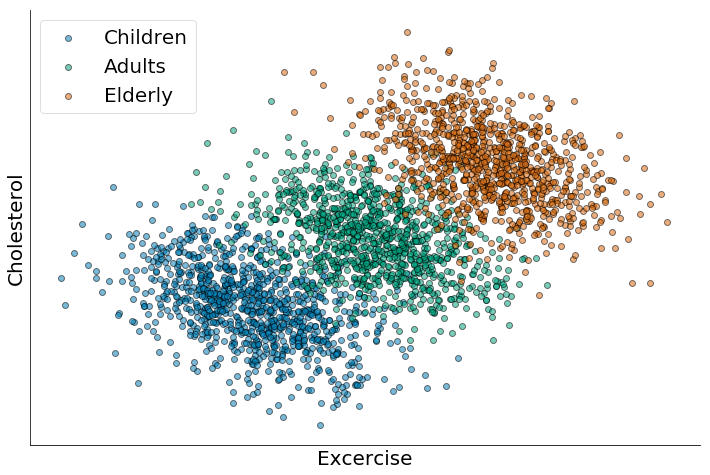 Children
Adults
Elderly
Cholesterol
Excercise